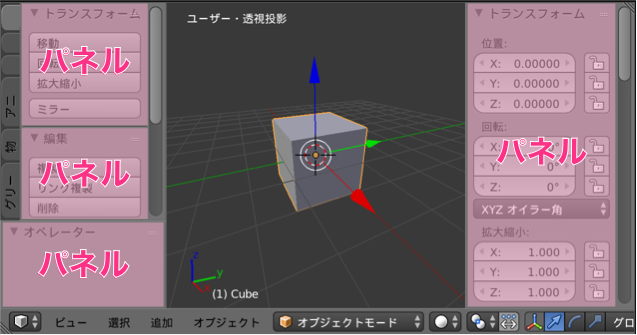 トランスフォーム
移動
回転
パネル
拡大縮小
ミラー
編集
複製
パネル
リンク複製
削除
オペレーター
パネル
アニ
物
グリー
ユーザー・透視投影
(1) Cube
z
y
x
トランスフォーム
位置:
X: 0.00000
Y: 0.00000
Z: 0.00000
回転:
X: 0°
パネル
Y: 0°
Z: 0°
XYZ オイラー角
拡大縮小:
X: 1.000
Y: 1.000
Z: 1.000
ビュー 選択 追加 オブジェクト オブジェクトモード グロ